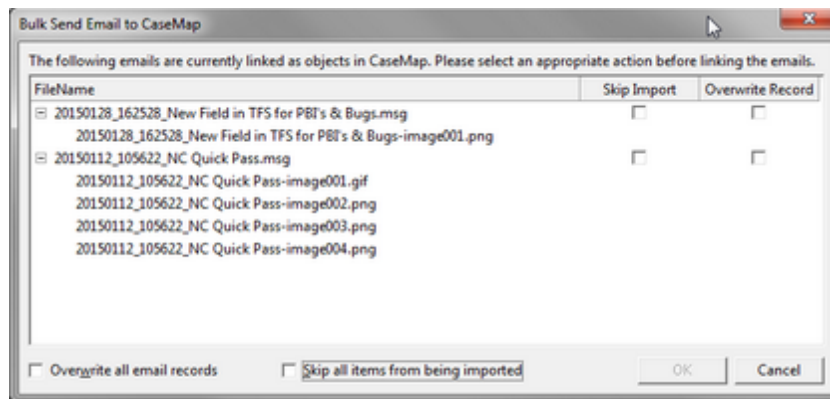 Bulk Send Email to CaseMap
The following emails are currently linked as objects in CaseMap. Please select an appropriate action before linking the emails.
FileName Skip Import Overwrite Record
20150128_162528_New Field in TFS for PBI's & Bugs.msg
20150128_162528_New Field in TFS for PBI's & Bugs-image001.png
20150112_105622_NC Quick Pass.msg
20150112_105622_NC Quick Pass-image001.gif
20150112_105622_NC Quick Pass-image002.png
20150112_105622_NC Quick Pass-image003.png
20150112_105622_NC Quick Pass-image004.png
Overwrite all email records Skip all items from being imported OK Cancel